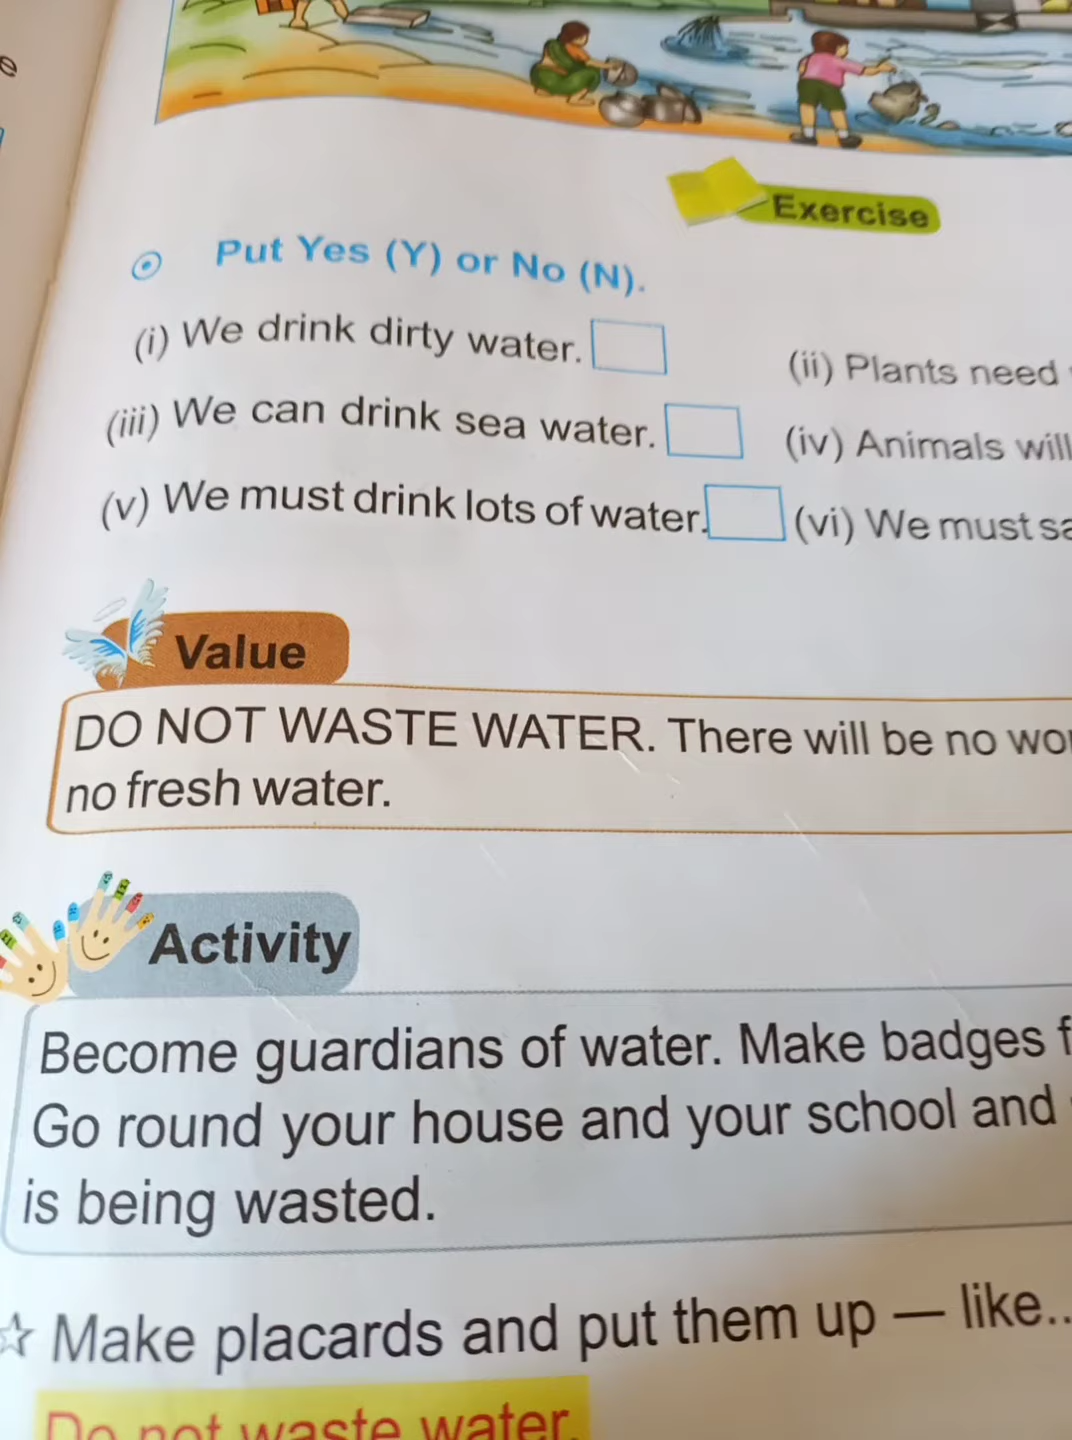 Exercise
Put Yes (Y) or No (N).
(i) We drink dirty water.
(ii) Plants need
(iii) We can drink sea water.
(iv) Animals will
(v) We must drink lots of water.
(vi) We must
Value
DO NOT WASTE WATER. There will be no
no fresh water.
Activity
Become guardians of water. Make badges
Go round your house and your school and
is being wasted.
☆ Make placards and put them up — like..
Do not waste water.